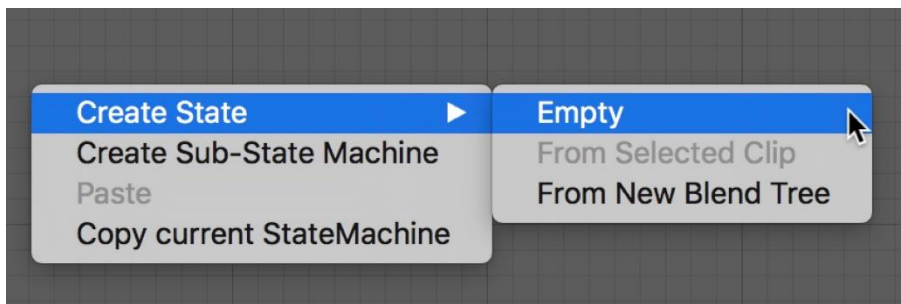 Create State
Create Sub-State Machine
Paste
Copy current StateMachine
Empty
From Selected Clip
From New Blend Tree